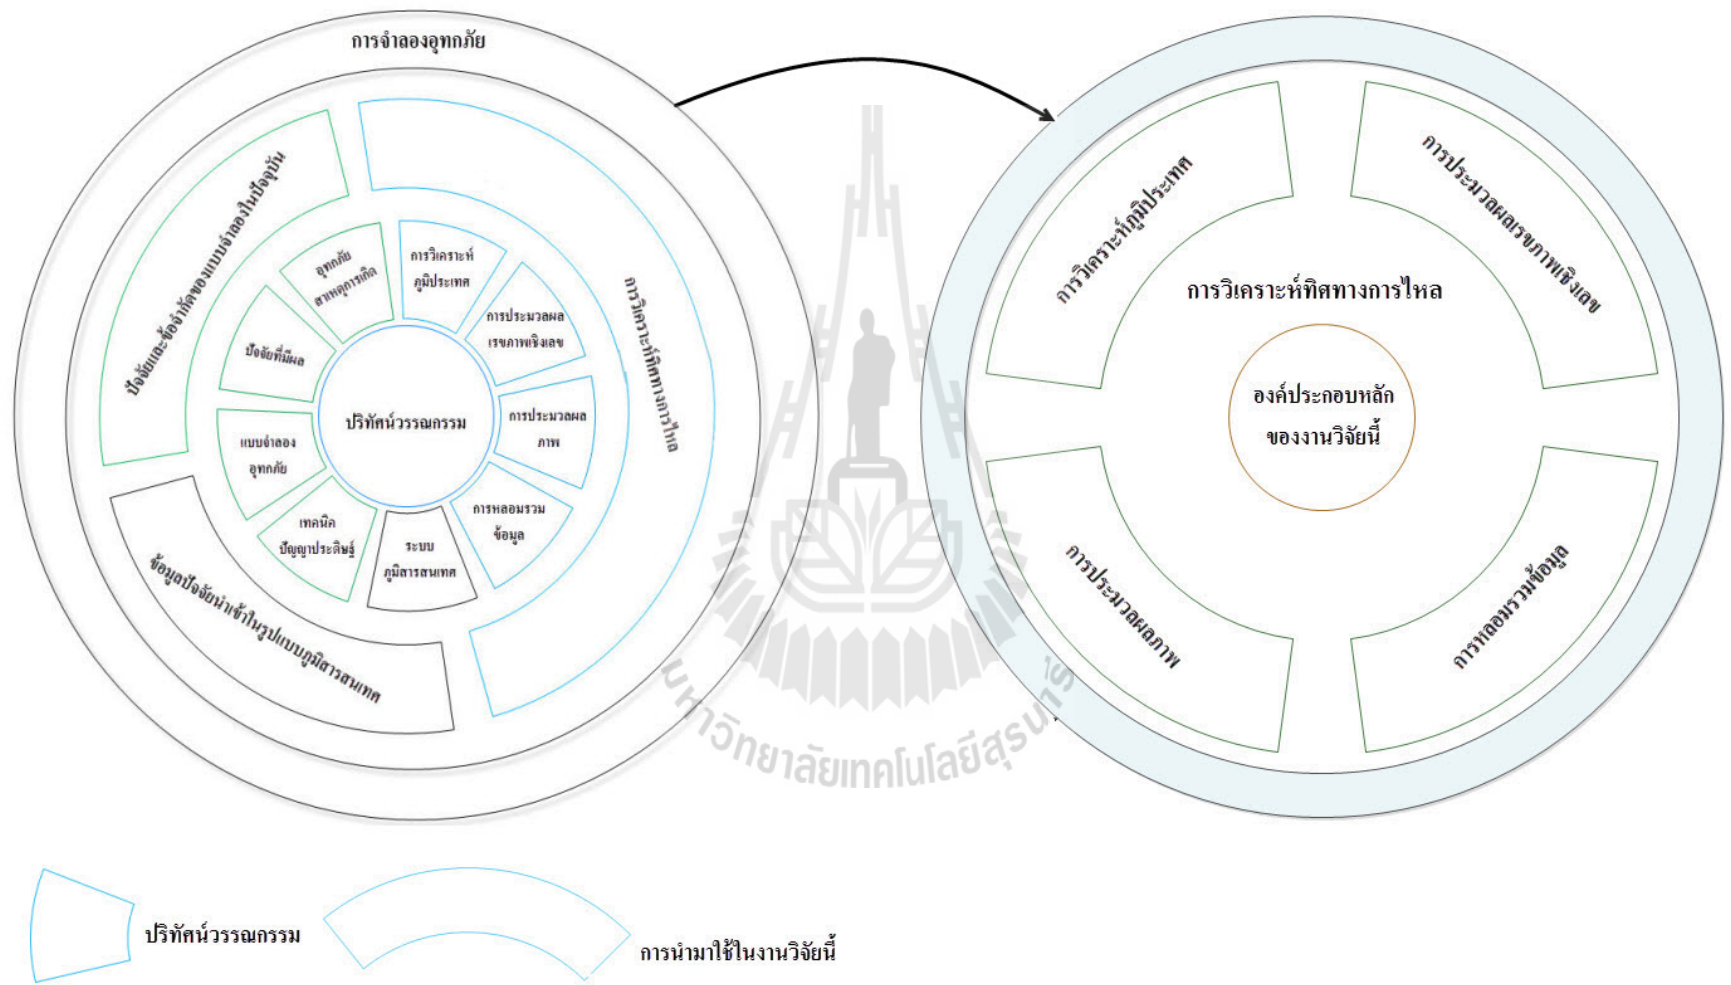 การจำลองอุทกภัย
ปัจจัยและข้อจำกัดของแบบจำลองในปัจจุบัน
การวิเคราะห์ทิศทางการไหล
ข้อมูลปัจจัยนำเข้าในรูปแบบภูมิสารสนเทศ
อุทกภัย
สาเหตุการเกิด
การวิเคราะห์
ภูมิประเทศ
การประมวลผล
เรขภาพเชิงเลข
การประมวลผล
ภาพ
การหลอมรวม
ข้อมูล
ระบบ
ภูมิสารสนเทศ
เทคนิค
ปัญญาประดิษฐ์
แบบจำลอง
อุทกภัย
ปัจจัยที่มีผล
ปริทัศน์วรรณกรรม
การวิเคราะห์ภูมิประเทศ
การประมวลผลเรขภาพเชิงเลข
การวิเคราะห์ทิศทางการไหล
องค์ประกอบหลัก
ของงานวิจัยนี้
การประมวลผลภาพ
การหลอมรวมข้อมูล
มหาวิทยาลัยเทคโนโลยีสุรนารี
ปริทัศน์วรรณกรรม
การนำมาใช้ในงานวิจัยนี้